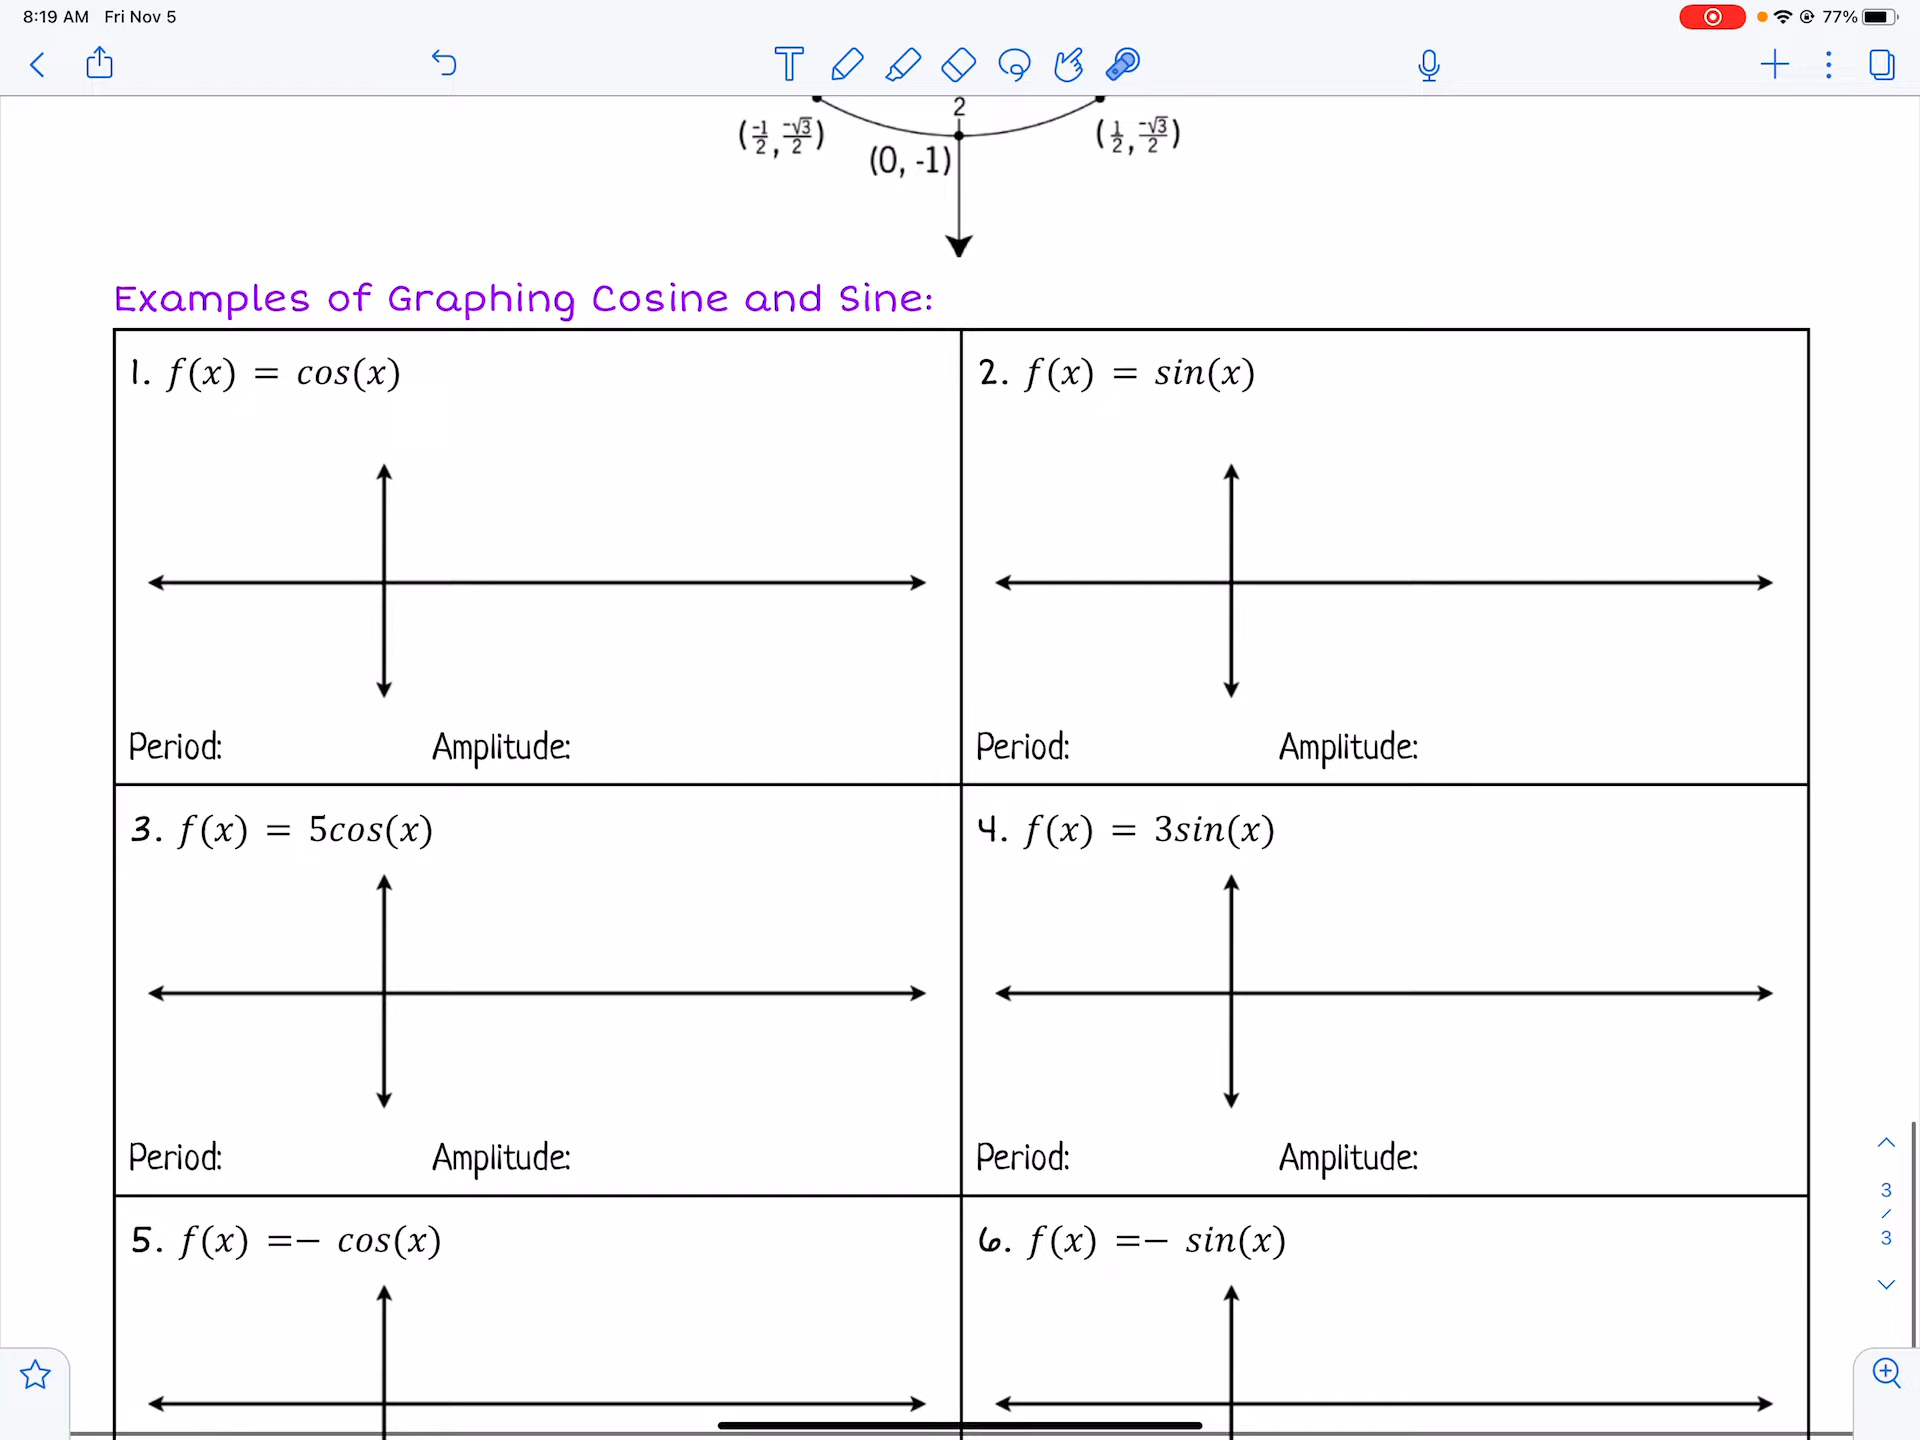 8:19 AM Fri Nov 5
77%
T
2
(-1/2, -√3/2)
(1/2, -√3/2)
(0, -1)
Examples of Graphing Cosine and Sine:
1. f(x) = cos(x)
2. f(x) = sin(x)
Period: Amplitude:
Period: Amplitude:
3. f(x) = 5cos(x)
4. f(x) = 3sin(x)
Period: Amplitude:
Period: Amplitude:
3
/
3
5. f(x) =− cos(x)
6. f(x) =− sin(x)